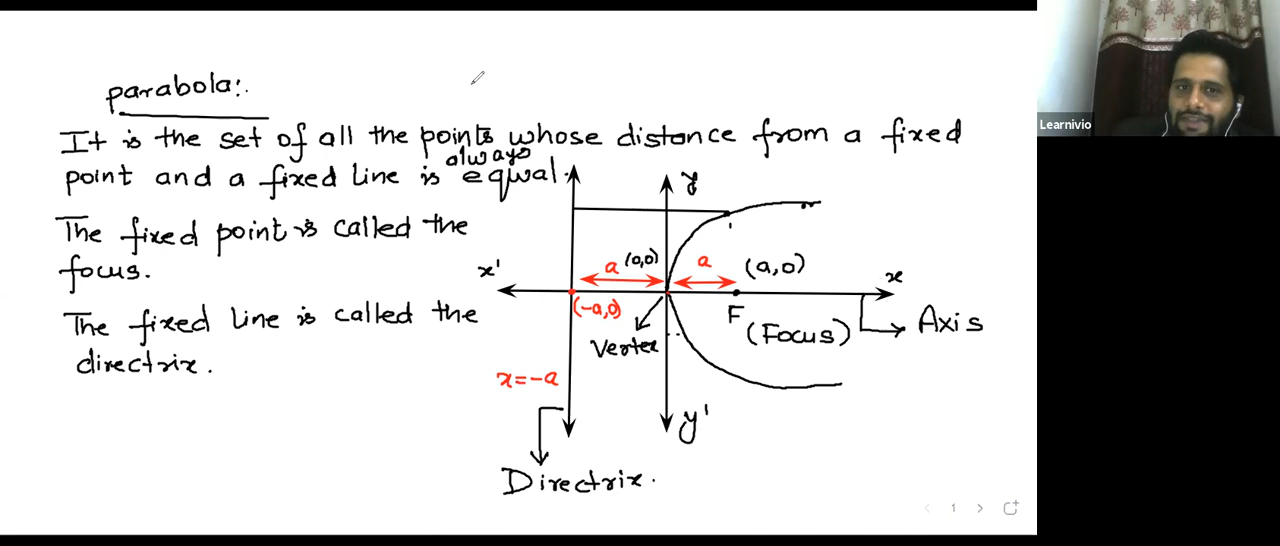 parabola:.
It is the set of all the points whose distance from a fixed
point and a fixed line is always equal.
The fixed point is called the
focus.
The fixed line is called the
directrix.
y
x'
a
(0,0)
a
(a,0)
x
(-a,0)
F
(Focus)
Axis
Vertex
x=-a
y'
Directrix.
Learnivio
1